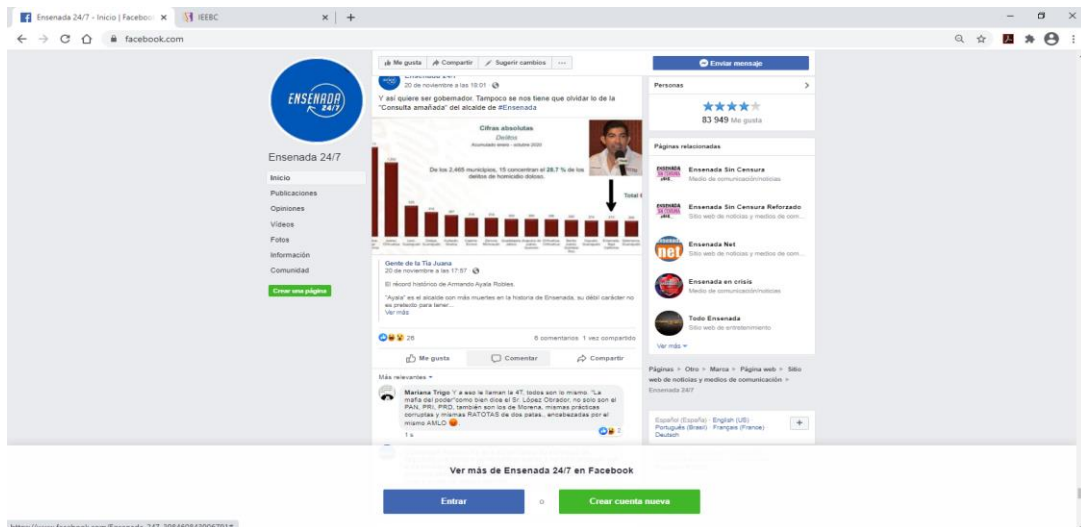 Ensenada 24/7 - Inicio | Faceboo
IEEBC
facebook.com
Me gusta
Compartir
Sugerir cambios
Enviar mensaje
ENSENADA
24/7
Ensenada 24/7
Inicio
Publicaciones
Opiniones
Vídeos
Fotos
Información
Comunidad
Crear una página
20 de noviembre a las 18:01
Y así quiere ser gobernador. Tampoco se nos tiene que olvidar lo de la
"Consulta amañada" del alcalde de #Ensenada
Cifras absolutas
De los 2,465 municipios, 15 concentran el 28.7 % de los
delitos de homicidio doloso.
Gente de la Tia Juana
20 de noviembre a las 17:57
El récord histórico de Armando Ayala Robles.
"Ayala" es el alcalde con más muertes en la historia de Ensenada, su débil carácter no
es pretexto para tener...
Ver más
26
6 comentarios 1 vez compartido
Me gusta
Comentar
Compartir
Más relevantes
Mariana Trigo Y a eso le llaman la 4T, todos son lo mismo. "La
mafia del poder"como bien dice el Sr. López Obrador, no solo son el
PAN, PRI, PRD, también son los de Morena, mismas prácticas
corruptas y mismas RATOTAS de dos patas., encabezadas por el
mismo AMLO
2
Personas
83 949 Me gusta
Páginas relacionadas
Ensenada Sin Censura
Medio de comunicación/noticias
Ensenada Sin Censura Reforzado
Sitio web de noticias y medios de com...
Ensenada Net
Sitio web de noticias y medios de com...
Ensenada en crisis
Medio de comunicación/noticias
Todo Ensenada
Sitio web de entretenimiento
Ver más
Páginas > Otro > Marca > Página web > Sitio
web de noticias y medios de comunicación >
Ensenada 24/7
Español (España) · English (US) ·
Português (Brasil) · Français (France) ·
Deutsch
Ver más de Ensenada 24/7 en Facebook
Entrar
o
Crear cuenta nueva